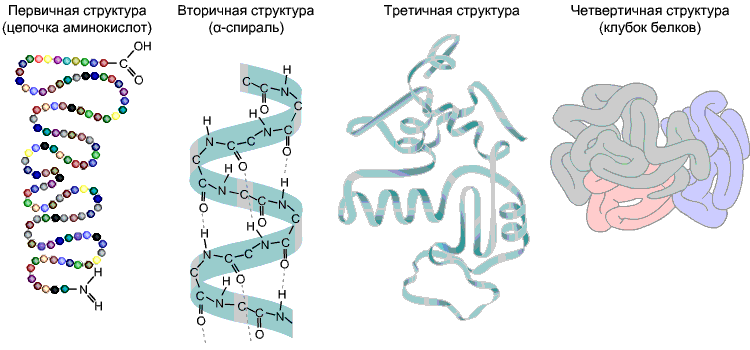 Первичная структура
(цепочка аминокислот)
Вторичная структура
(α-спираль)
Третичная структура
Четвертичная структура
(клубок белков)
OH
C
O
N
H
H
C
C
N
H
O
H
N
C
C
N
C
C
O
O
C
C
N
H
C
C
N
H
O
O
H
N
C
C
N
H
C
C
O
O
C
C
N
H
C
C
N
H
O
O